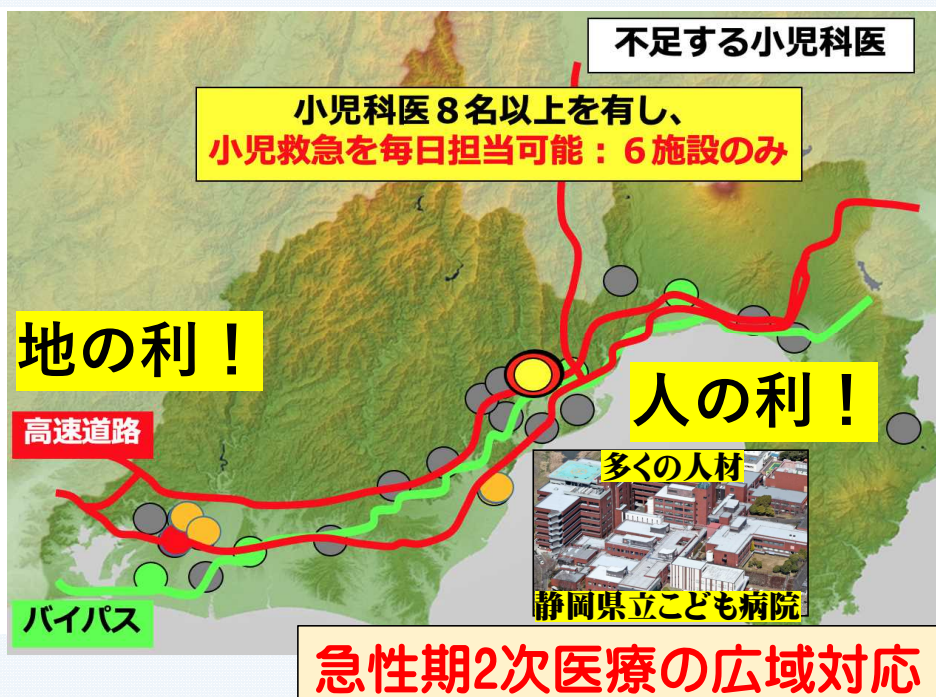 不足する小児科医
小児科医８名以上を有し、
小児救急を毎日担当可能：６施設のみ
地の利！
人の利！
高速道路
多くの人材
静岡県立こども病院
バイパス
急性期2次医療の広域対応